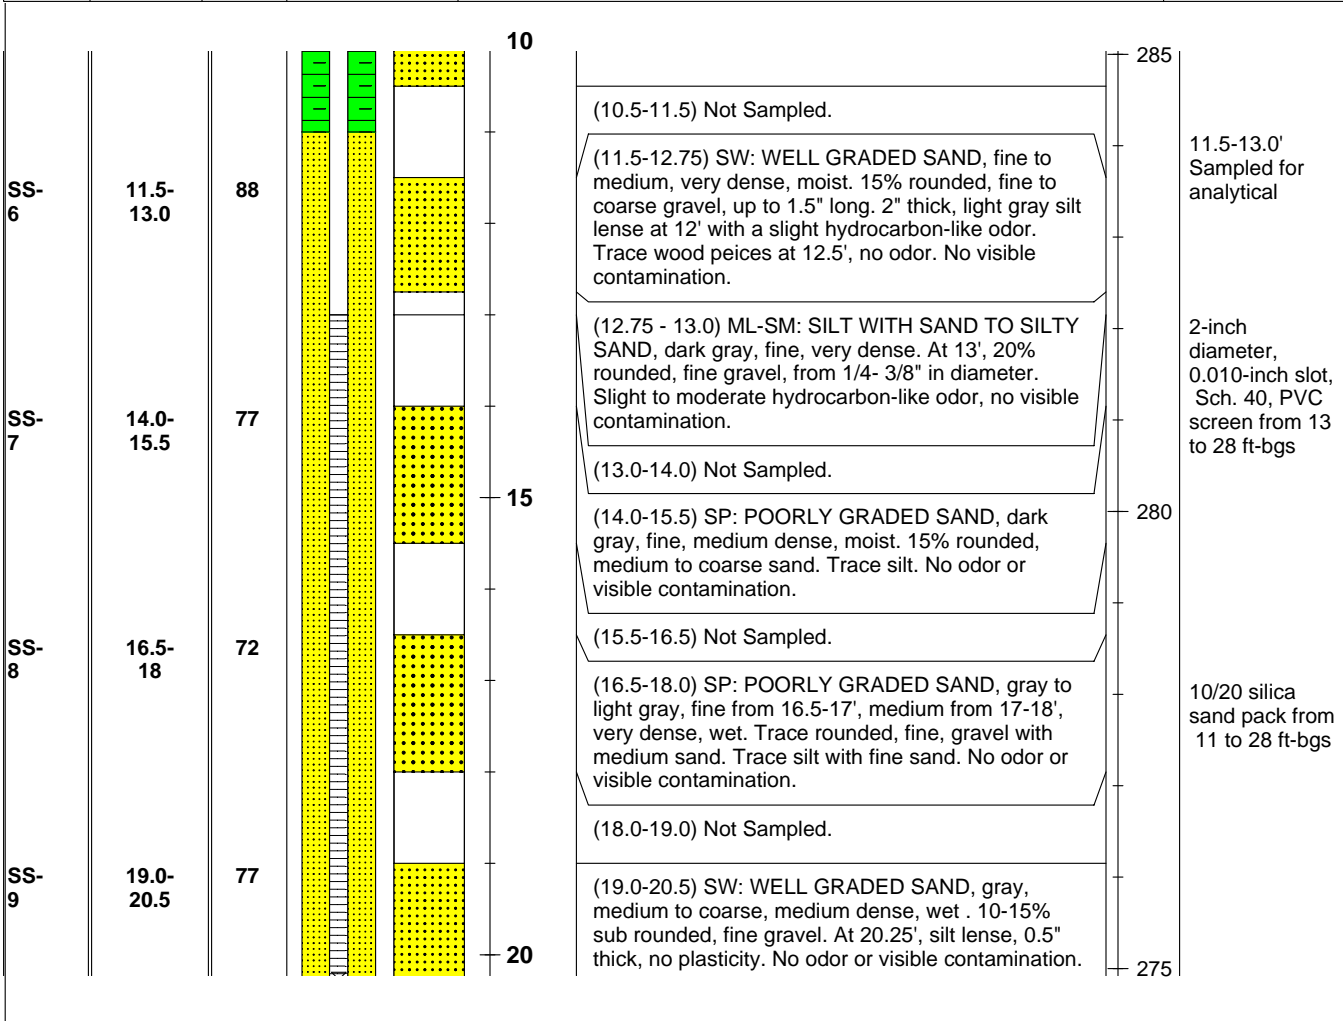 10
285
(10.5-11.5) Not Sampled.
11.5-13.0'
Sampled for
analytical
SS-
6
11.5-
13.0
88
(11.5-12.75) SW: WELL GRADED SAND, fine to
medium, very dense, moist. 15% rounded, fine to
coarse gravel, up to 1.5" long. 2" thick, light gray silt
lense at 12' with a slight hydrocarbon-like odor.
Trace wood peices at 12.5', no odor. No visible
contamination.
(12.75 - 13.0) ML-SM: SILT WITH SAND TO SILTY
SAND, dark gray, fine, very dense. At 13', 20%
rounded, fine gravel, from 1/4- 3/8" in diameter.
Slight to moderate hydrocarbon-like odor, no visible
contamination.
2-inch
diameter,
0.010-inch slot,
Sch. 40, PVC
screen from 13
to 28 ft-bgs
SS-
7
14.0-
15.5
77
(13.0-14.0) Not Sampled.
15
280
(14.0-15.5) SP: POORLY GRADED SAND, dark
gray, fine, medium dense, moist. 15% rounded,
medium to coarse sand. Trace silt. No odor or
visible contamination.
SS-
8
16.5-
18
72
(15.5-16.5) Not Sampled.
(16.5-18.0) SP: POORLY GRADED SAND, gray to
light gray, fine from 16.5-17', medium from 17-18',
very dense, wet. Trace rounded, fine, gravel with
medium sand. Trace silt with fine sand. No odor or
visible contamination.
10/20 silica
sand pack from
11 to 28 ft-bgs
(18.0-19.0) Not Sampled.
SS-
9
19.0-
20.5
77
(19.0-20.5) SW: WELL GRADED SAND, gray,
medium to coarse, medium dense, wet . 10-15%
sub rounded, fine gravel. At 20.25', silt lense, 0.5"
thick, no plasticity. No odor or visible contamination.
20
275